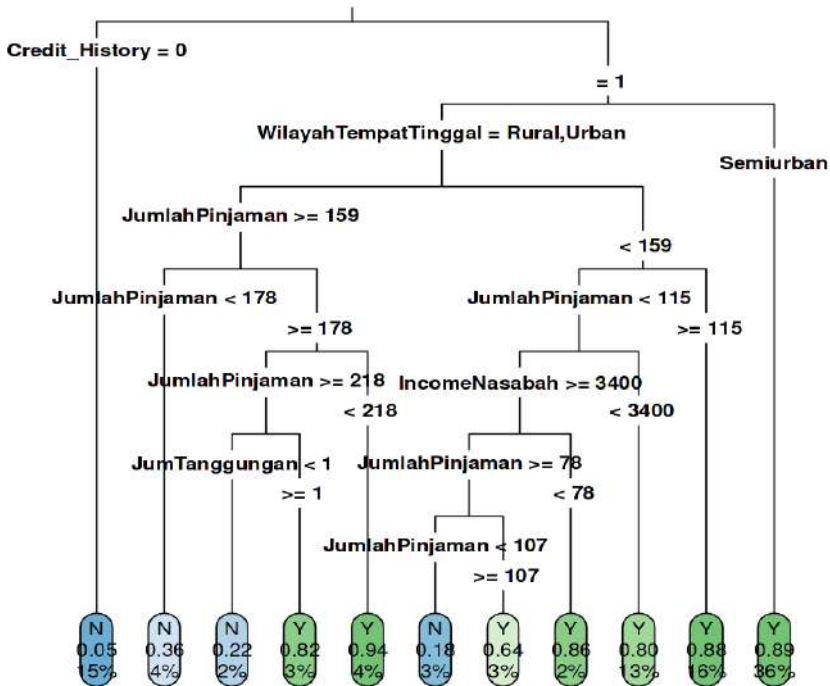 Credit_History = 0
= 1
WilayahTempatTinggal = Rural,Urban
Semiurban
JumlahPinjaman >= 159
< 159
JumlahPinjaman < 178
JumlahPinjaman < 115
>= 178
>= 115
JumlahPinjaman >= 218
IncomeNasabah >= 3400
< 218
< 3400
JumTanggungan < 1
JumlahPinjaman >= 78
>= 1
< 78
JumlahPinjaman < 107
>= 107
N N N Y Y N Y Y Y Y Y
0.05 0.36 0.22 0.82 0.94 0.18 0.64 0.86 0.80 0.88 0.89
15% 4% 2% 3% 4% 3% 3% 2% 13% 16% 36%